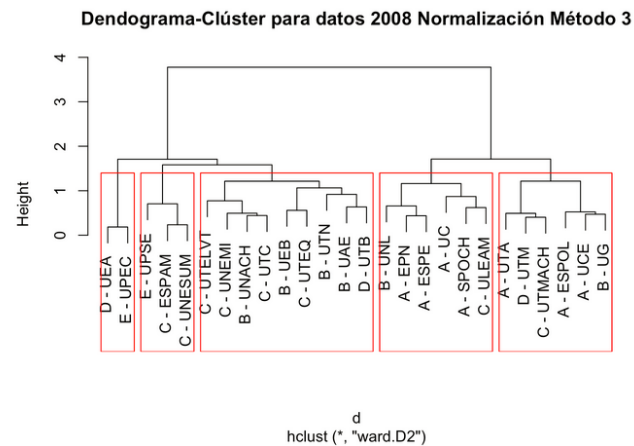 Dendograma-Clúster para datos 2008 Normalización Método 3
Height
4
3
2
1
0
D - UEA
E - UPEC
E - UPSE
C - ESPAM
C - UNESUM
C - UTELVT
C - UNEMI
B - UNACH
C - UTC
B - UEB
C - UTEQ
B - UTN
B - UAE
D - UTB
B - UNL
A - EPN
A - ESPE
A - UC
A - SPOCH
C - ULEAM
A - UTA
D - UTM
C - UTMACH
A - ESPOL
A - UCE
B - UG
d
hclust (*, "ward.D2")